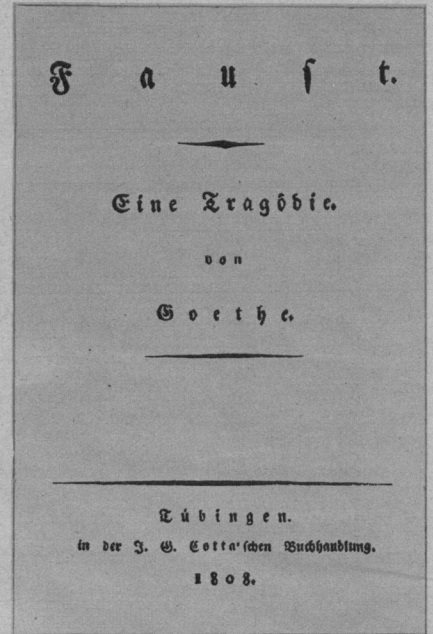 Fauſt.
Eine Tragödie.
von
Goethe.
Tübingen.
in der J. G. Cotta'ſchen Buchhandlung.
1808.